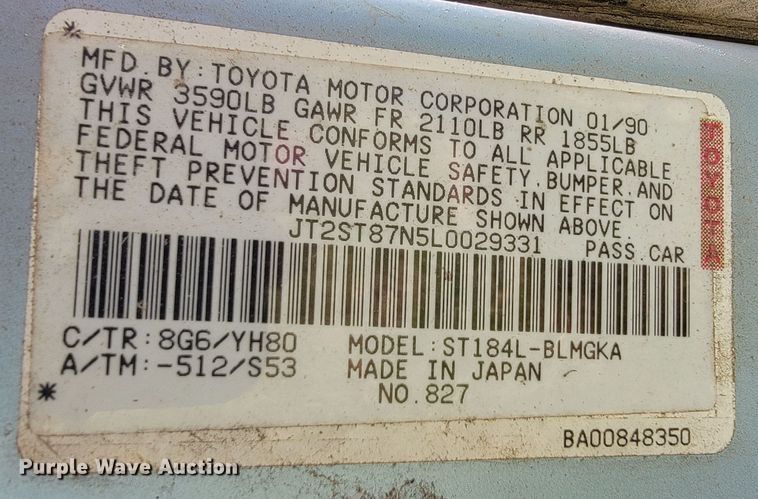 MFD. BY: TOYOTA MOTOR CORPORATION 01/90
GVWR 3590LB GAWR FR 2110LB RR 1855LB
THIS VEHICLE CONFORMS TO ALL APPLICABLE
FEDERAL MOTOR VEHICLE SAFETY, BUMPER, AND
THEFT PREVENTION STANDARDS IN EFFECT ON
THE DATE OF MANUFACTURE SHOWN ABOVE.
JT2ST87N5L0029331 PASS. CAR
TOYOTA
C/TR: 8G6/YH80 MODEL: ST184L-BLMGKA
A/TM: -512/S53 MADE IN JAPAN
NO. 827
BA00848350
Purple Wave Auction